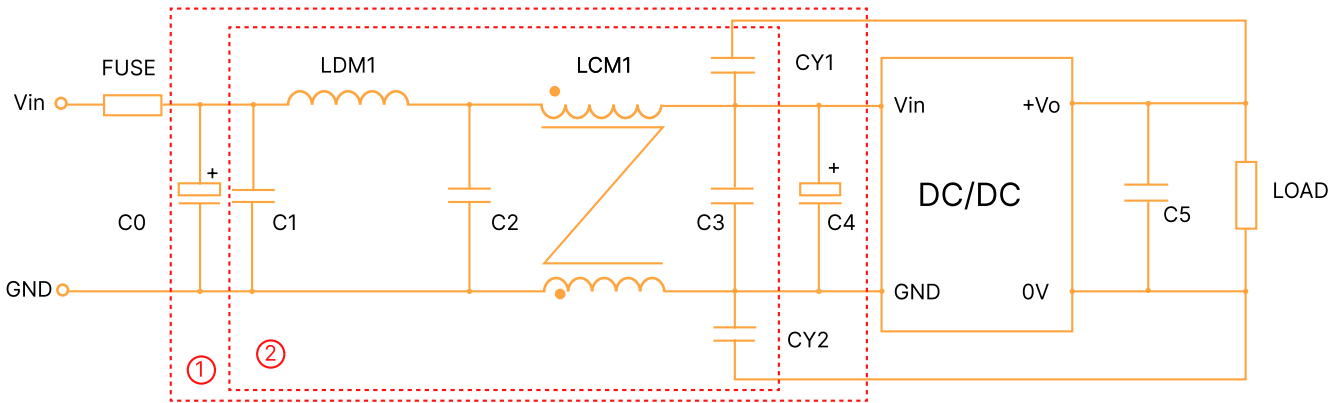 CY1
FUSE
LDM1
LCM1
Vin
Vin
+Vo
+
+
DC/DC
LOAD
C0
C1
C2
C3
C4
C5
GND
GND
0V
CY2
①
②